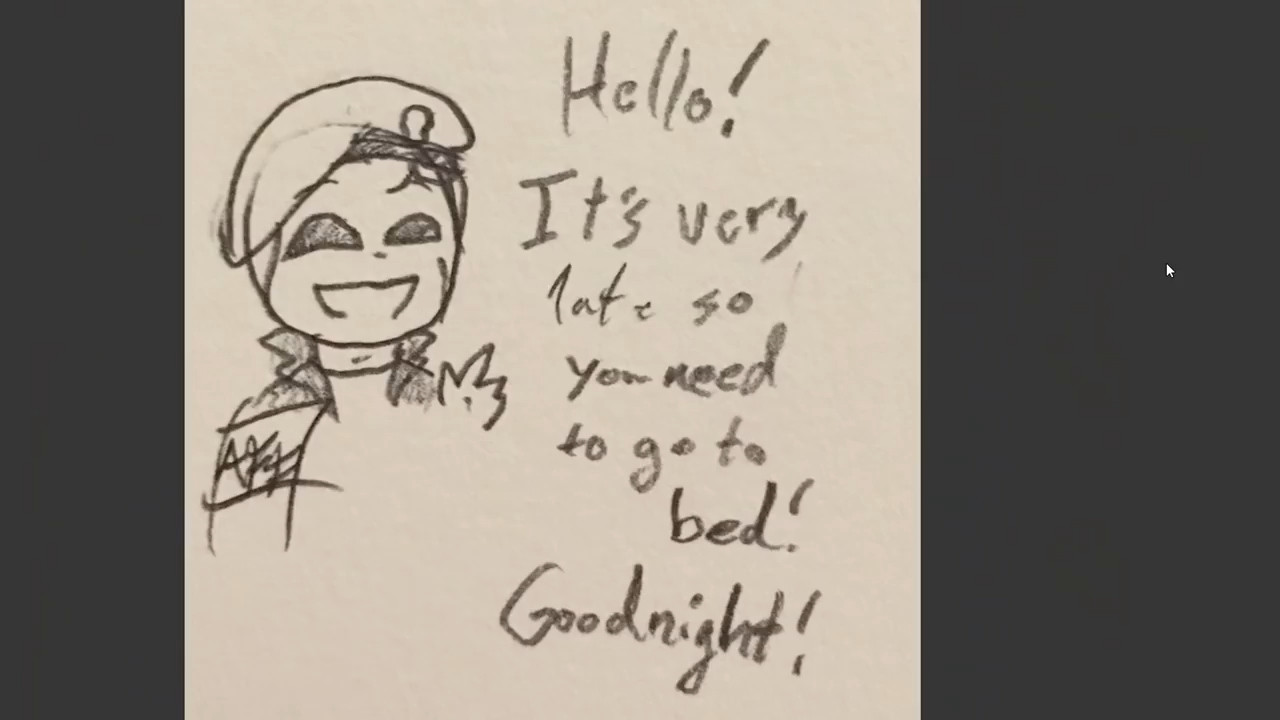 Hello!
It's very
late so
you need
to go to
bed!
Goodnight!